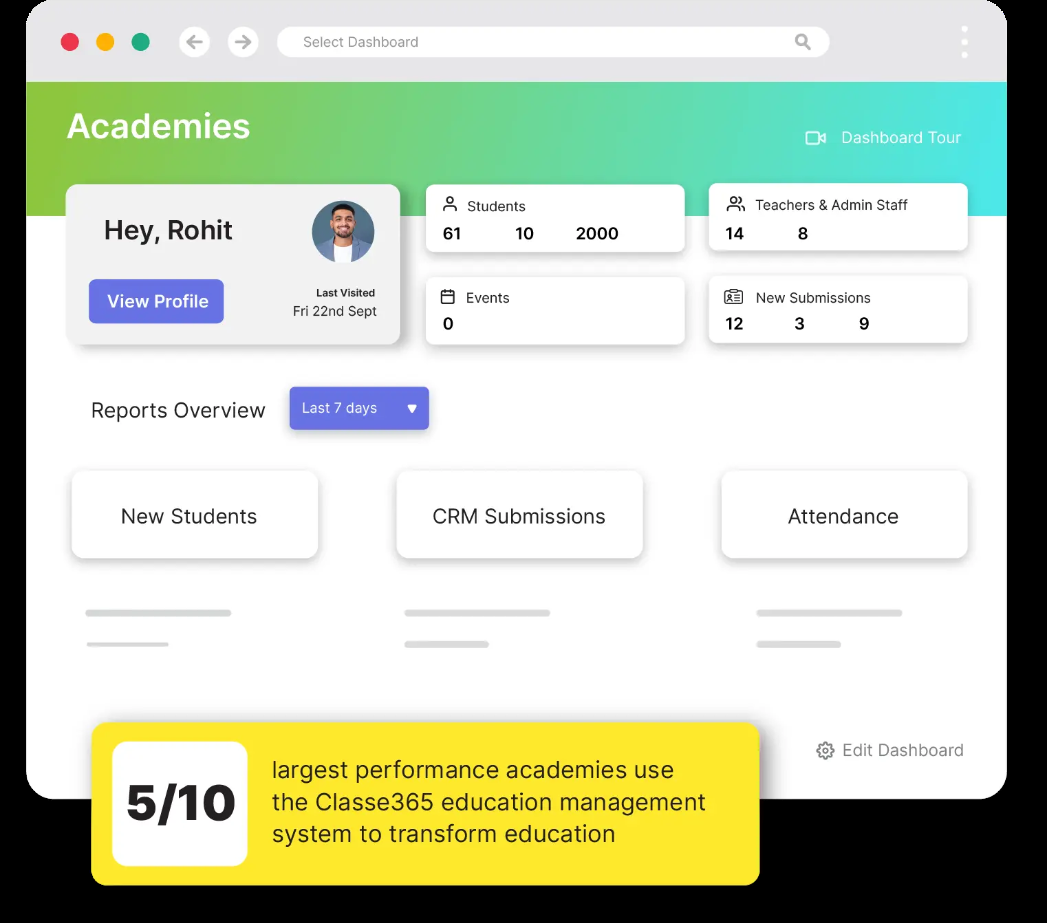 Select Dashboard
Academies
Dashboard Tour
Hey, Rohit
View Profile
Last Visited
Fri 22nd Sept
Students
61 10 2000
Teachers & Admin Staff
14 8
Events
0
New Submissions
12 3 9
Reports Overview
Last 7 days
New Students
CRM Submissions
Attendance
Edit Dashboard
5/10
largest performance academies use
the Classe365 education management
system to transform education